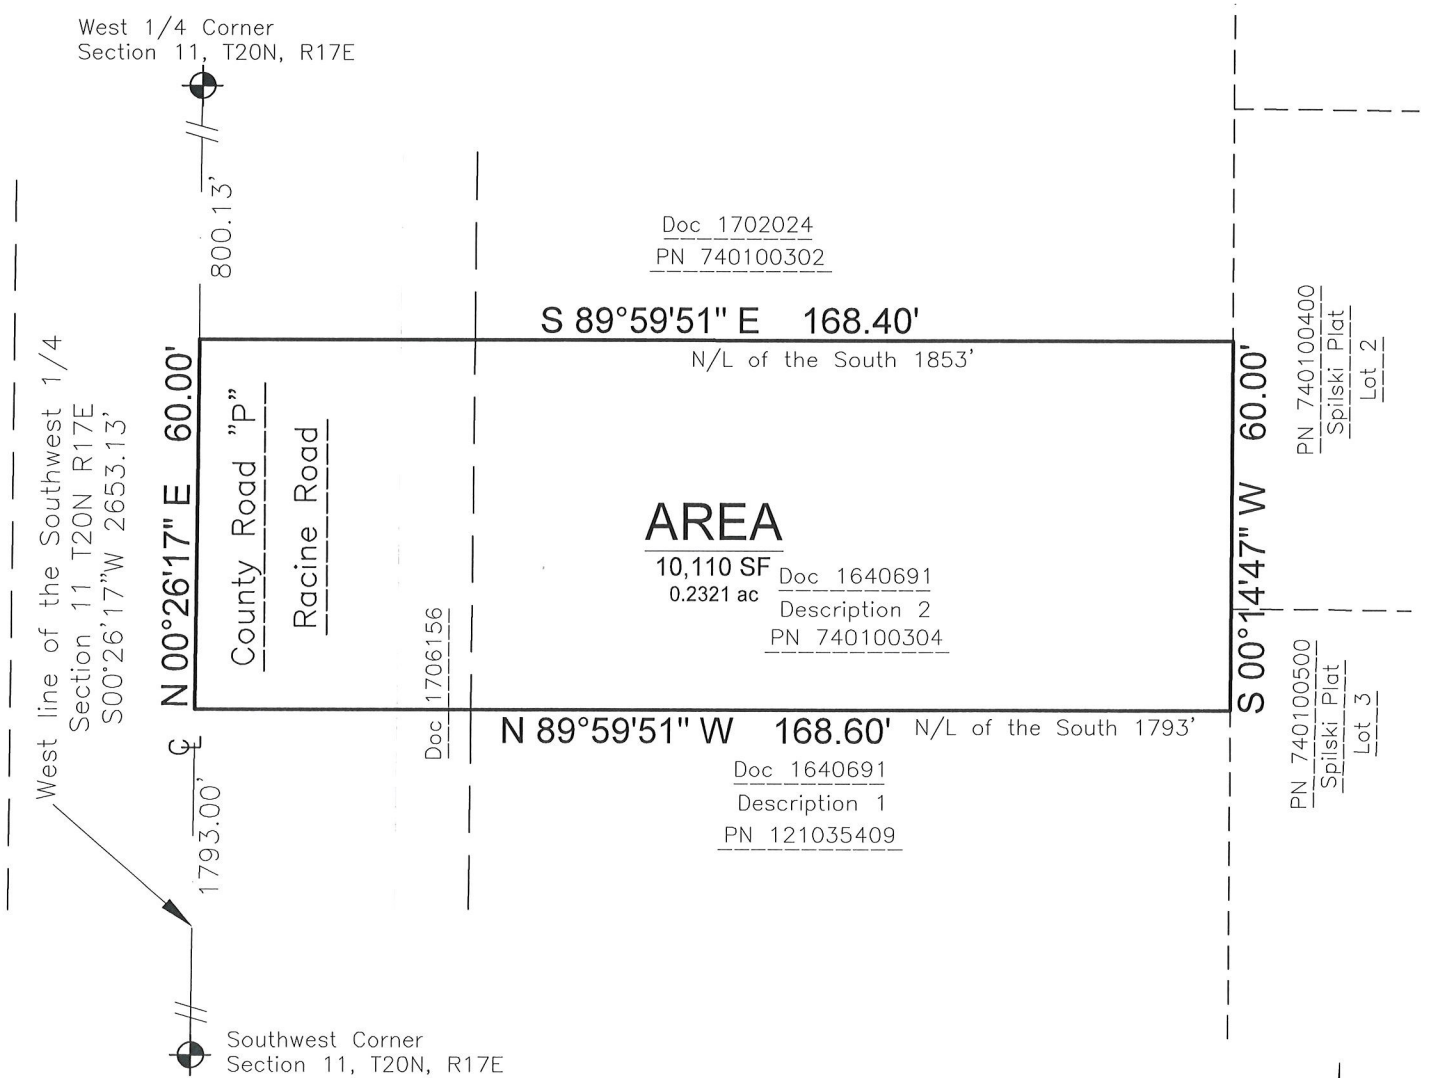 West 1/4 Corner
Section 11, T20N, R17E
800.13'
Doc 1702024
PN 740100302
S 89°59'51" E 168.40'
N/L of the South 1853'
N 00°26'17" E 60.00'
West line of the Southwest 1/4
Section 11 T20N R17E
S00°26'17"W 2653.13'
County Road "P"
Racine Road
AREA
10,110 SF
0.2321 ac
Doc 1640691
Description 2
PN 740100304
Doc 1706156
S 00°14'47" W 60.00'
PN 740100400
Spilski Plat
Lot 2
PN 740100500
Spilski Plat
Lot 3
N 89°59'51" W 168.60'
N/L of the South 1793'
Doc 1640691
Description 1
PN 121035409
℄
1793.00'
Southwest Corner
Section 11, T20N, R17E